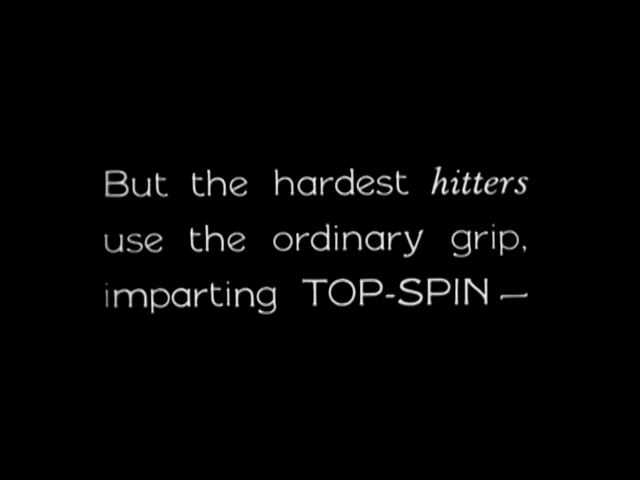 But the hardest hitters
use the ordinary grip,
imparting TOP-SPIN —